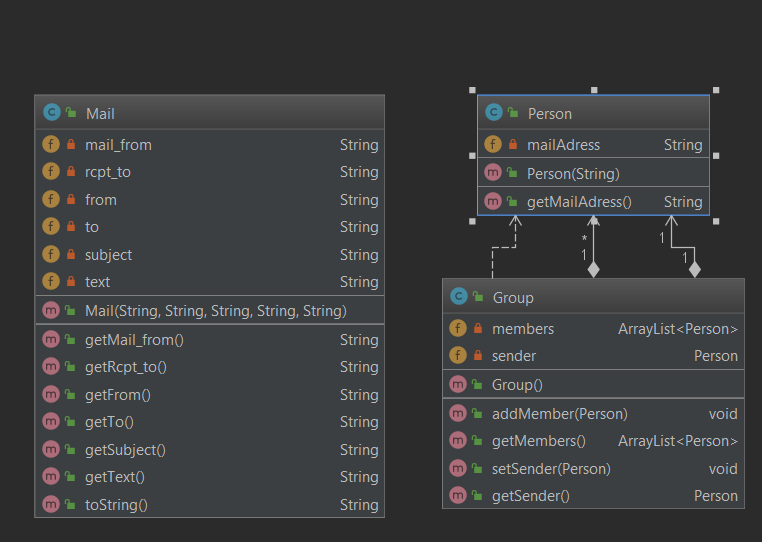 Mail
mail_from String
rcpt_to String
from String
to String
subject String
text String
Mail(String, String, String, String, String)
getMail_from() String
getRcpt_to() String
getFrom() String
getTo() String
getSubject() String
getText() String
toString() String
Person
mailAdress String
Person(String)
getMailAdress() String
*
1
1
1
Group
members ArrayList<Person>
sender Person
Group()
addMember(Person) void
getMembers() ArrayList<Person>
setSender(Person) void
getSender() Person